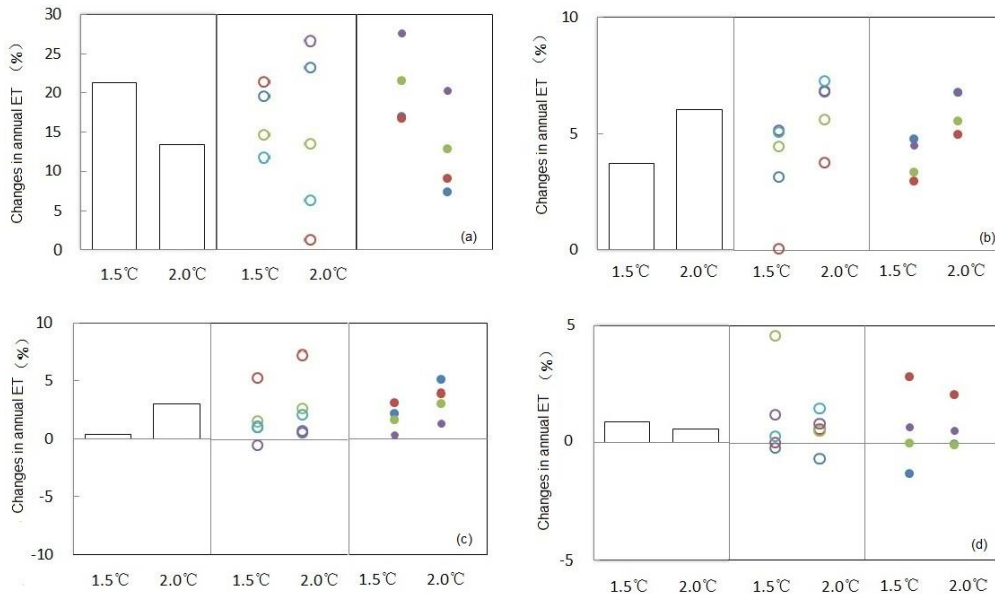 Changes in annual ET （%）
30
25
20
15
10
5
0
(a)
1.5℃ 2.0℃ 1.5℃ 2.0℃
Changes in annual ET （%）
10
5
0
(b)
1.5℃ 2.0℃ 1.5℃ 2.0℃ 1.5℃ 2.0℃
Changes in annual ET （%）
10
5
0
-5
-10
(c)
1.5℃ 2.0℃ 1.5℃ 2.0℃ 1.5℃ 2.0℃
Changes in annual ET （%）
5
0
-5
(d)
1.5℃ 2.0℃ 1.5℃ 2.0℃ 1.5℃ 2.0℃